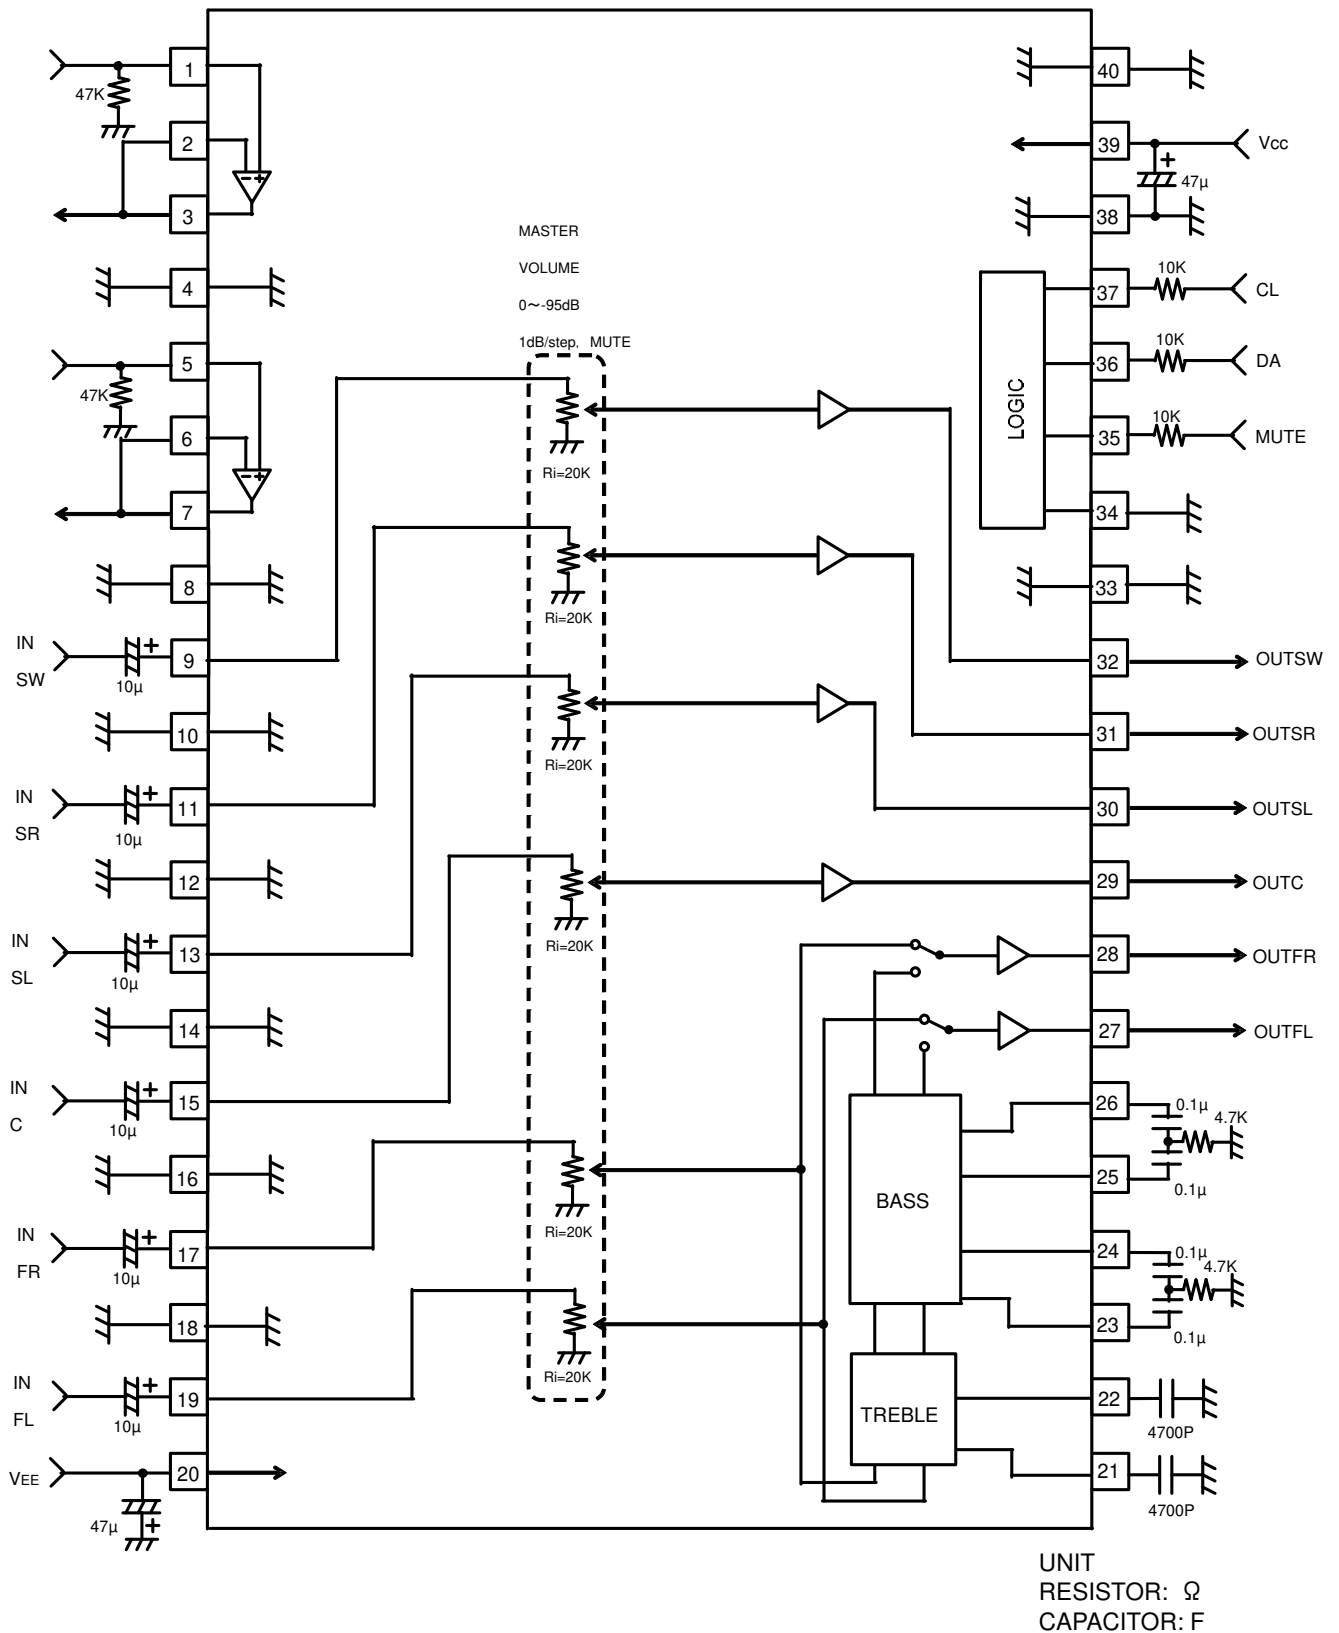 1
47K
2
3
4
5
47K
6
7
8
IN
SW
10μ
9
10
IN
SR
10μ
11
12
IN
SL
10μ
13
14
IN
C
10μ
15
16
IN
FR
10μ
17
18
IN
FL
10μ
19
VEE
47μ
20
MASTER
VOLUME
0～-95dB
1dB/step, MUTE
Ri=20K
Ri=20K
Ri=20K
Ri=20K
Ri=20K
Ri=20K
LOGIC
BASS
TREBLE
40
39
Vcc
47μ
38
37
10K
CL
36
10K
DA
35
10K
MUTE
34
33
32
OUTSW
31
OUTSR
30
OUTSL
29
OUTC
28
OUTFR
27
OUTFL
26
0.1μ
4.7K
25
0.1μ
24
0.1μ
4.7K
23
0.1μ
22
4700P
21
4700P
UNIT
RESISTOR: Ω
CAPACITOR: F